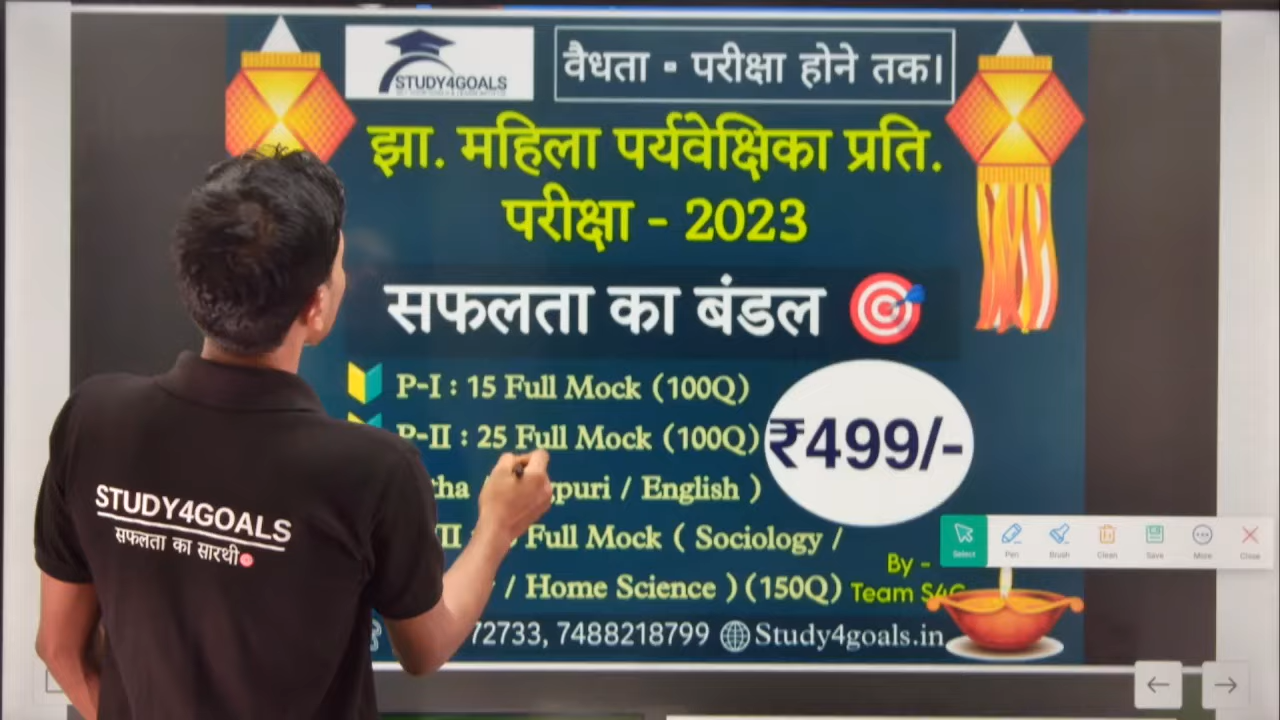 STUDY4GOALS
वैधता - परीक्षा होने तक।
झा. महिला पर्यवेक्षिका प्रति.
परीक्षा - 2023
सफलता का बंडल
P-I : 15 Full Mock (100Q)
P-II : 25 Full Mock (100Q)
₹499/-
/ English )
Full Mock ( Sociology /
/ Home Science ) (150Q)
By -
Team S4G
72733, 7488218799 Study4goals.in
STUDY4GOALS
सफलता का सारथी
Select Pen Brush Clean Save More Close